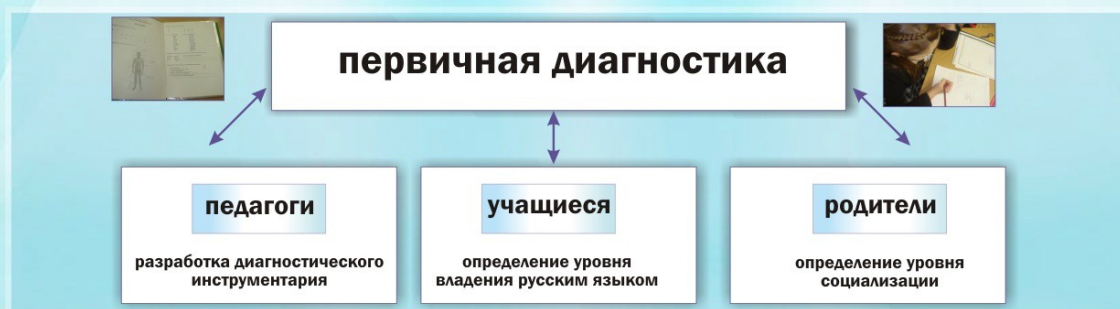 первичная диагностика
педагоги
разработка диагностического
инструментария
учащиеся
определение уровня
владения русским языком
родители
определение уровня
социализации